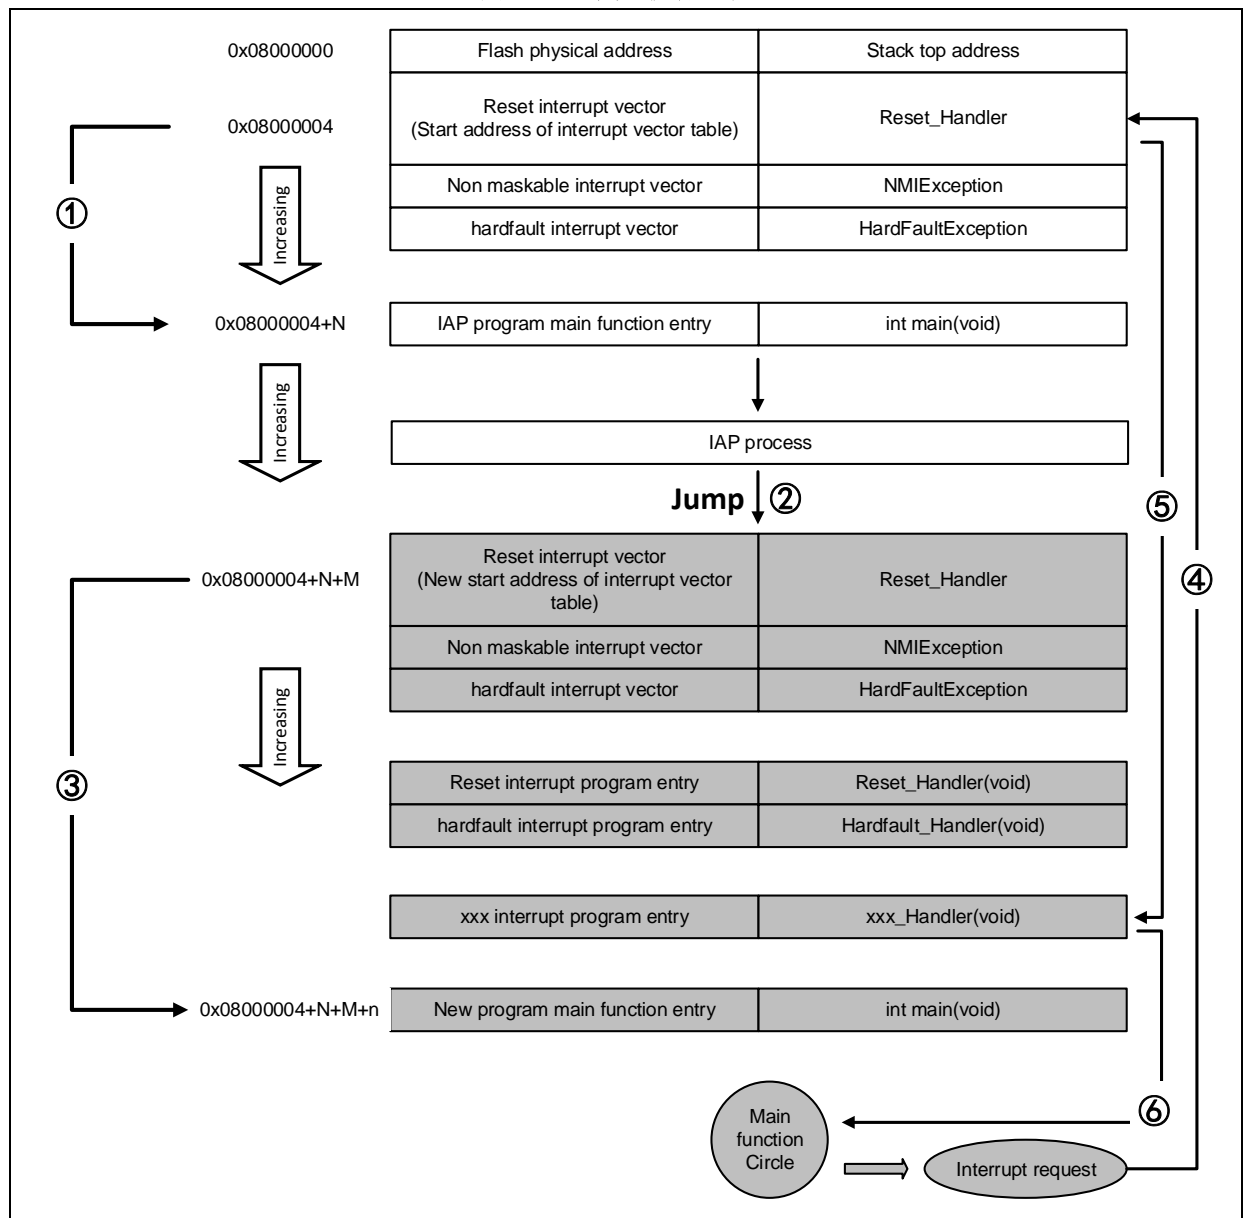 0x08000000 Flash physical address Stack top address
Reset interrupt vector
0x08000004 (Start address of interrupt vector table) Reset_Handler
Non maskable interrupt vector NMIException
① Increasing hardfault interrupt vector HardFaultException
0x08000004+N IAP program main function entry int main(void)
Increasing
IAP process
Jump ②
⑤
Reset interrupt vector
0x08000004+N+M (New start address of interrupt vector Reset_Handler ④
table)
Non maskable interrupt vector NMIException
hardfault interrupt vector HardFaultException
Increasing
③ Reset interrupt program entry Reset_Handler(void)
hardfault interrupt program entry Hardfault_Handler(void)
xxx interrupt program entry xxx_Handler(void)
0x08000004+N+M+n New program main function entry int main(void)
⑥
Main
function
Circle
Interrupt request